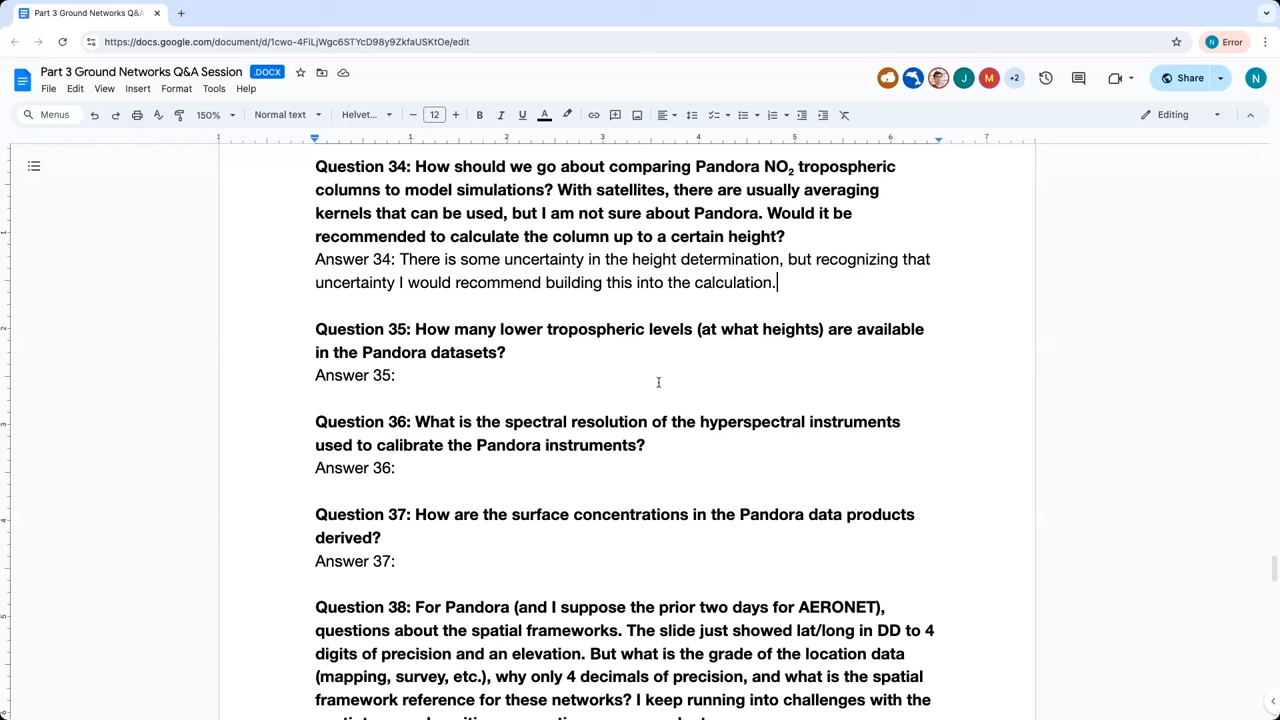 Part 3 Ground Networks Q&A
https://docs.google.com/document/d/1cwo-4FiLjWgc6STYcD98y9ZkfaUSKtOe/edit
N Error
Part 3 Ground Networks Q&A Session .DOCX
File Edit View Insert Format Tools Help
J M +2 Share N
Menus 150% Normal text Helvet... 12 B I U A Editing
1 1 2 3 4 5 6 7
Question 34: How should we go about comparing Pandora NO₂ tropospheric
columns to model simulations? With satellites, there are usually averaging
kernels that can be used, but I am not sure about Pandora. Would it be
recommended to calculate the column up to a certain height?
Answer 34: There is some uncertainty in the height determination, but recognizing that
uncertainty I would recommend building this into the calculation.
Question 35: How many lower tropospheric levels (at what heights) are available
in the Pandora datasets?
Answer 35:
Question 36: What is the spectral resolution of the hyperspectral instruments
used to calibrate the Pandora instruments?
Answer 36:
Question 37: How are the surface concentrations in the Pandora data products
derived?
Answer 37:
Question 38: For Pandora (and I suppose the prior two days for AERONET),
questions about the spatial frameworks. The slide just showed lat/long in DD to 4
digits of precision and an elevation. But what is the grade of the location data
(mapping, survey, etc.), why only 4 decimals of precision, and what is the spatial
framework reference for these networks? I keep running into challenges with the